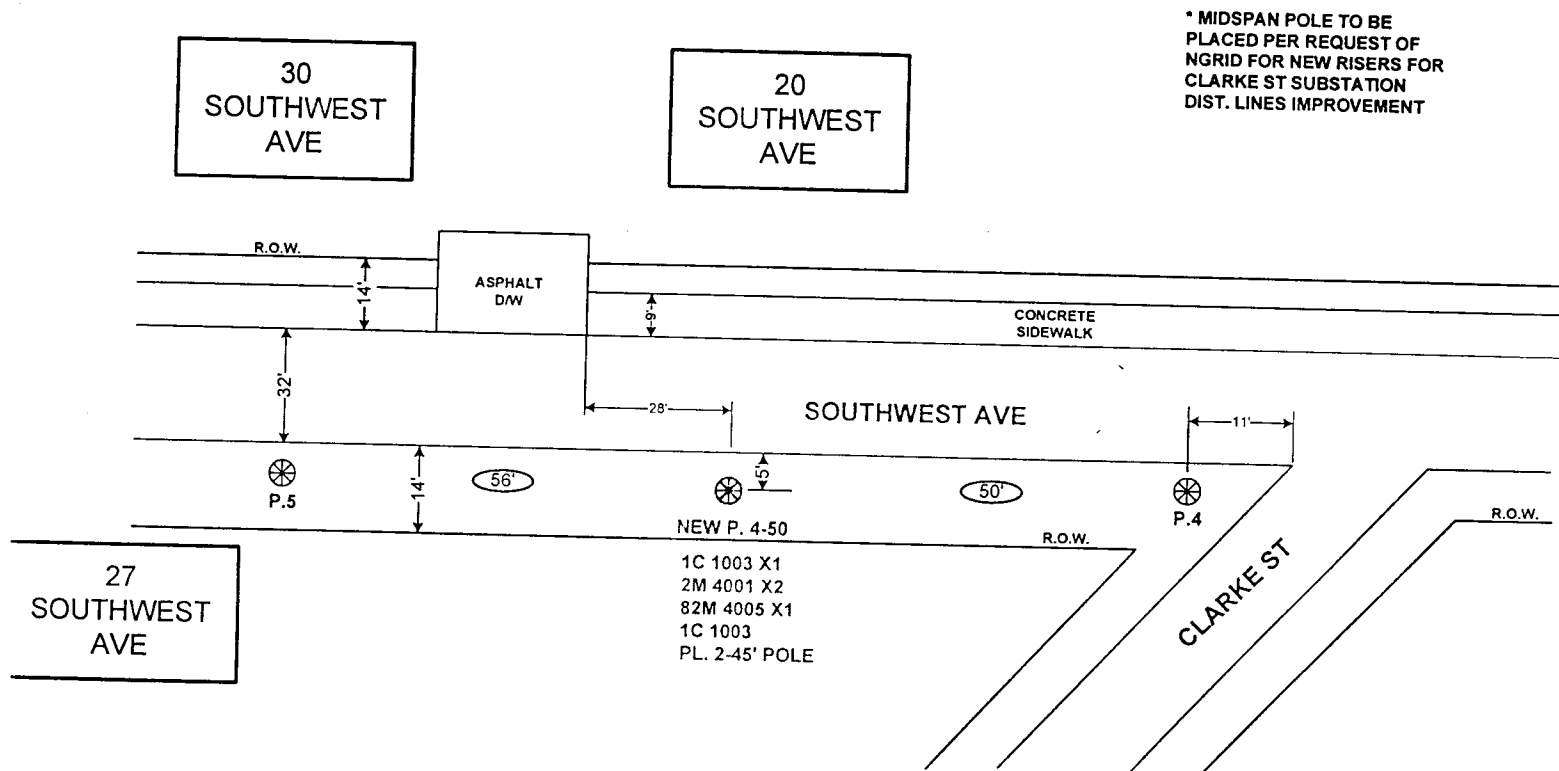 * MIDSPAN POLE TO BE
PLACED PER REQUEST OF
NGRID FOR NEW RISERS FOR
CLARKE ST SUBSTATION
DIST. LINES IMPROVEMENT
30
SOUTHWEST
AVE
20
SOUTHWEST
AVE
R.O.W.
14'
ASPHALT
D/W
9'
CONCRETE
SIDEWALK
32'
28'
SOUTHWEST AVE
11'
P.5
56'
14'
5'
50'
P.4
NEW P. 4-50
R.O.W.
R.O.W.
1C 1003 X1
2M 4001 X2
82M 4005 X1
1C 1003
PL. 2-45' POLE
27
SOUTHWEST
AVE
CLARKE ST